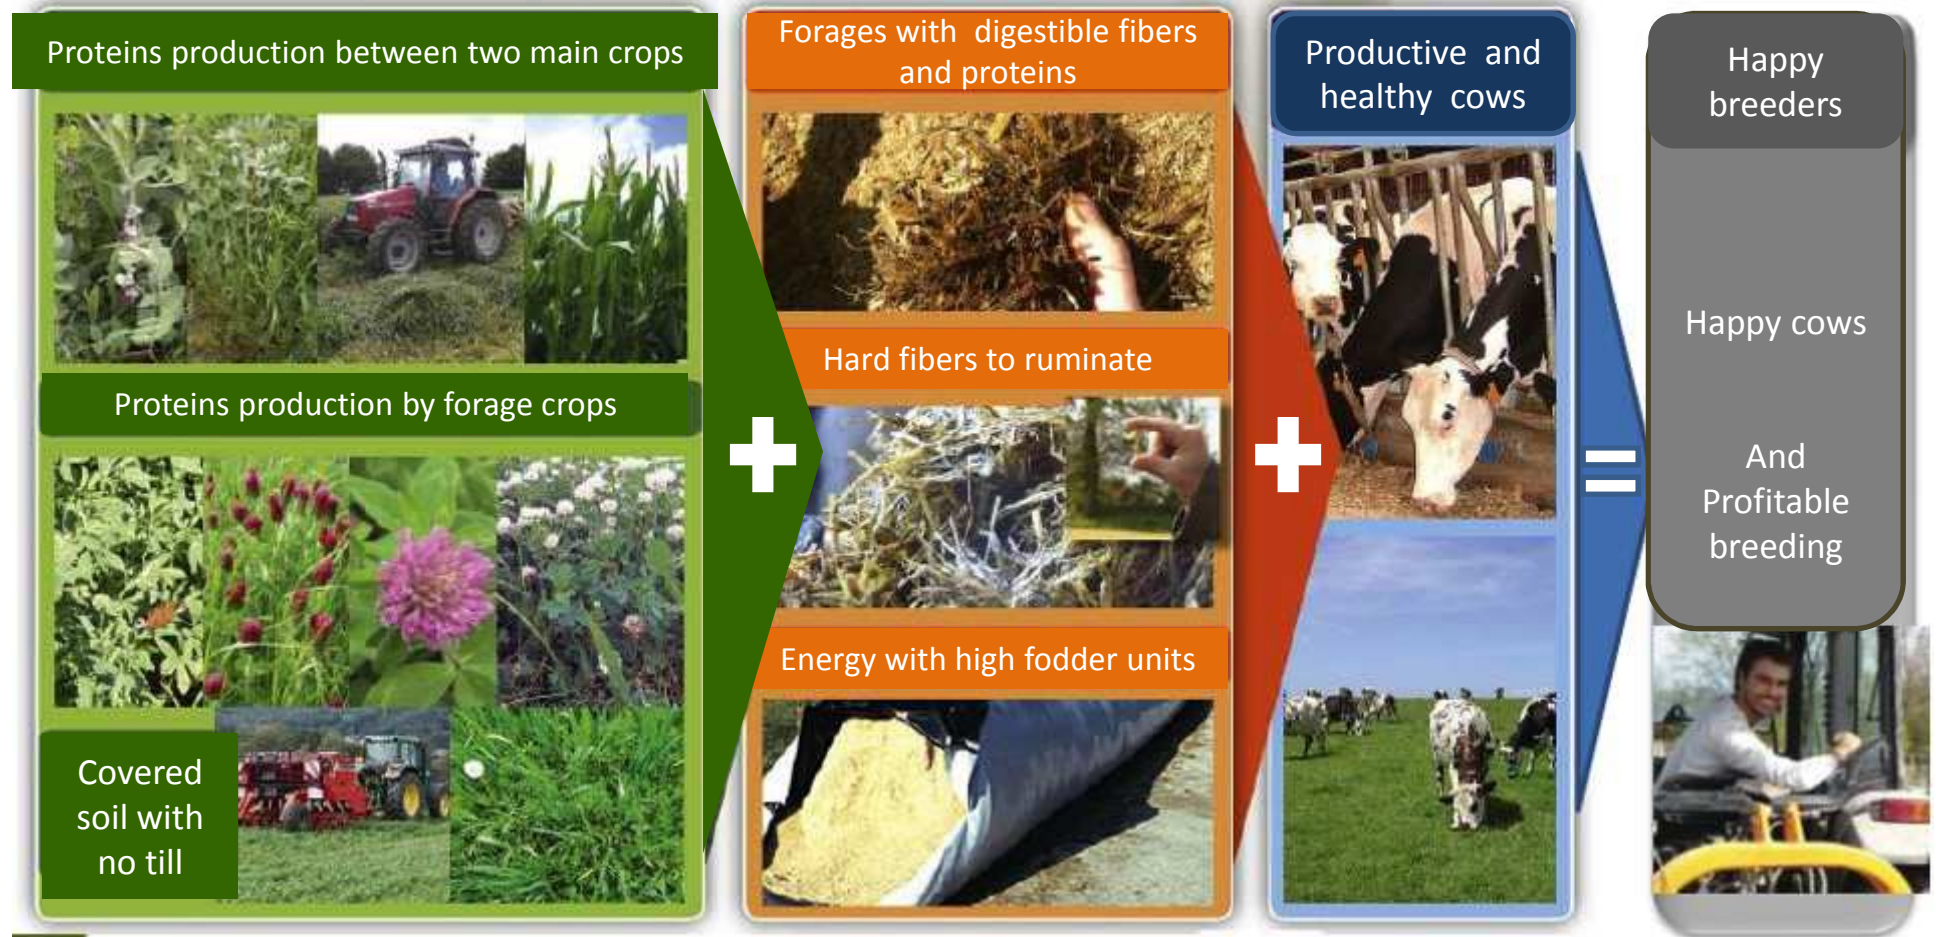 Proteins production between two main crops
Proteins production by forage crops
Covered
soil with
no till
+
Forages with digestible fibers
and proteins
Hard fibers to ruminate
Energy with high fodder units
+
Productive and
healthy cows
=
Happy
breeders
Happy cows
And
Profitable
breeding